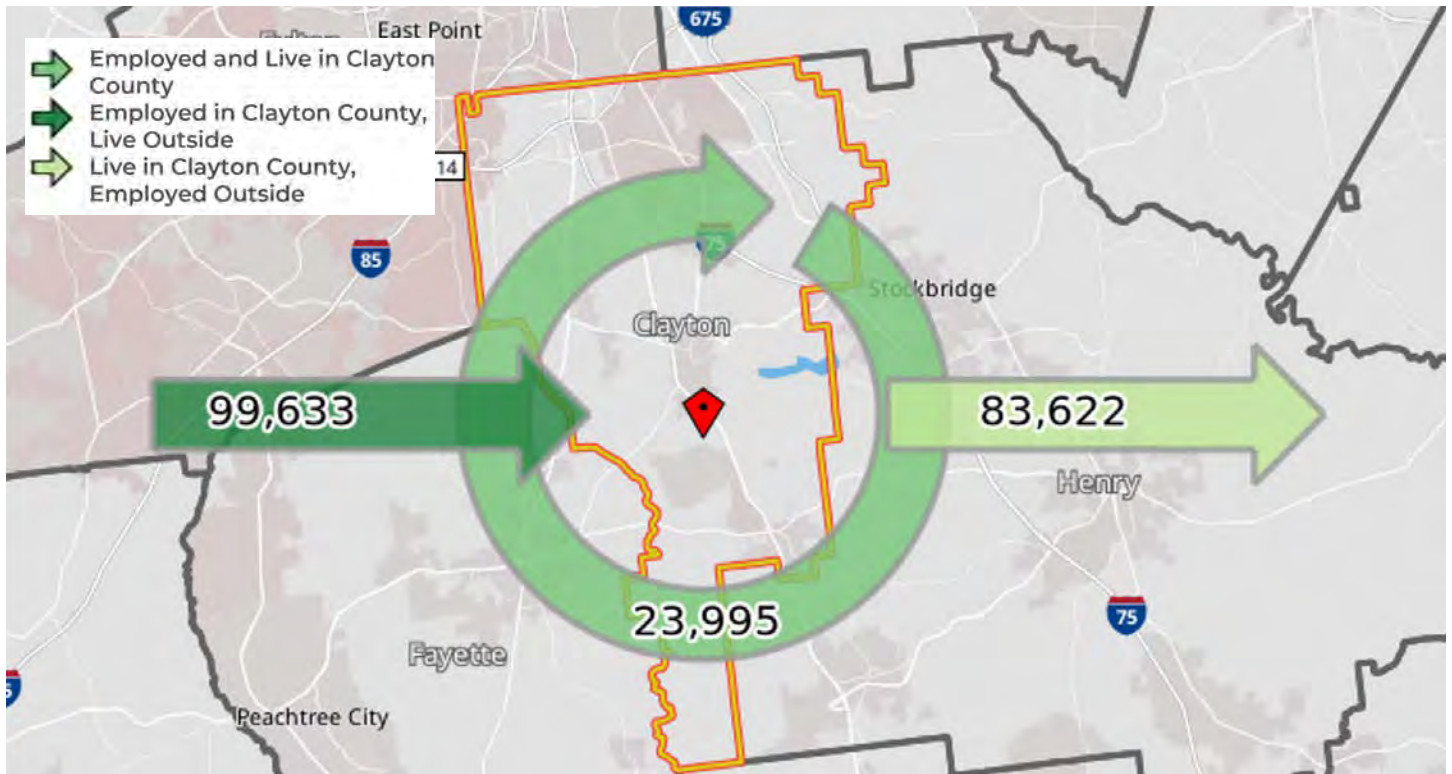 East Point
675
Fulton
Employed and Live in Clayton
County
Employed in Clayton County,
Live Outside
Live in Clayton County,
Employed Outside
14
85
75
Stockbridge
Clayton
99,633
83,622
Henry
75
23,995
Fayette
Peachtree City